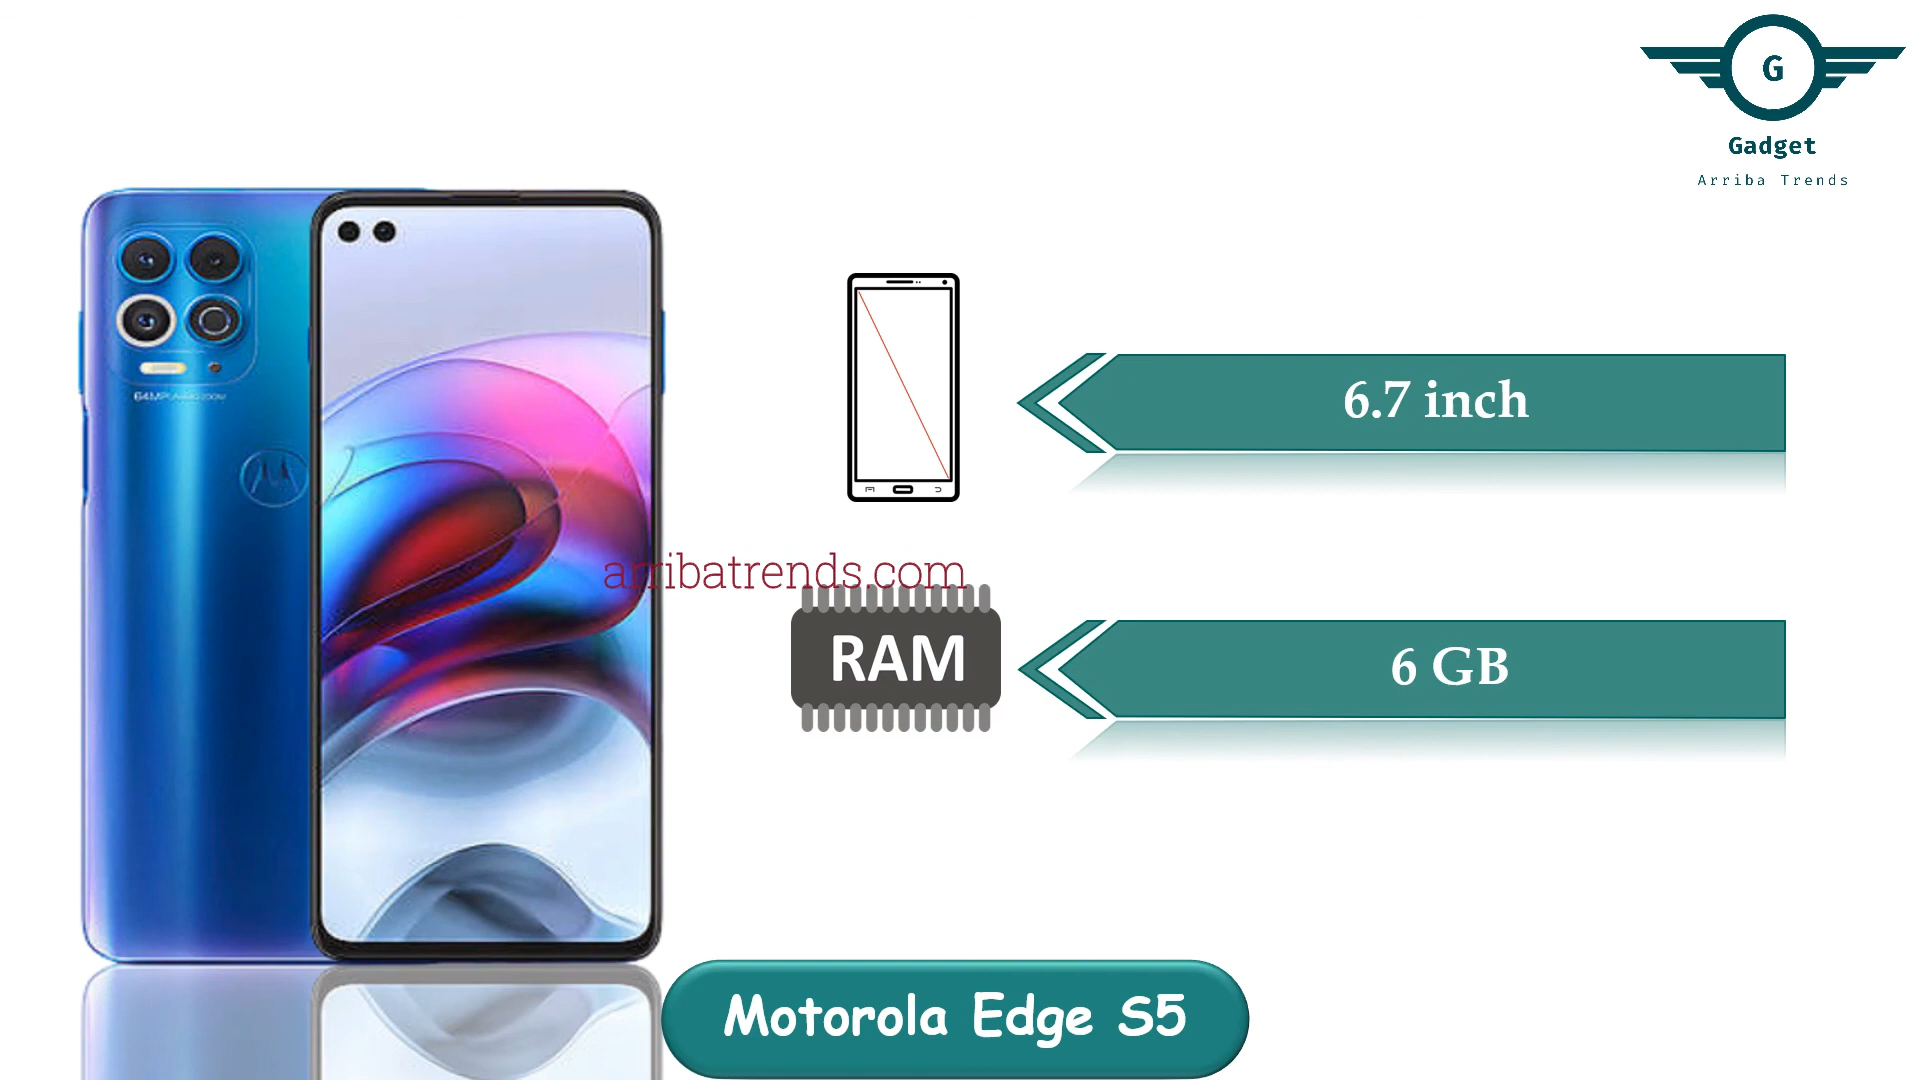 G
Gadget
Arriba Trends
6.7 inch
arribatrends.com
RAM
6 GB
Motorola Edge S5